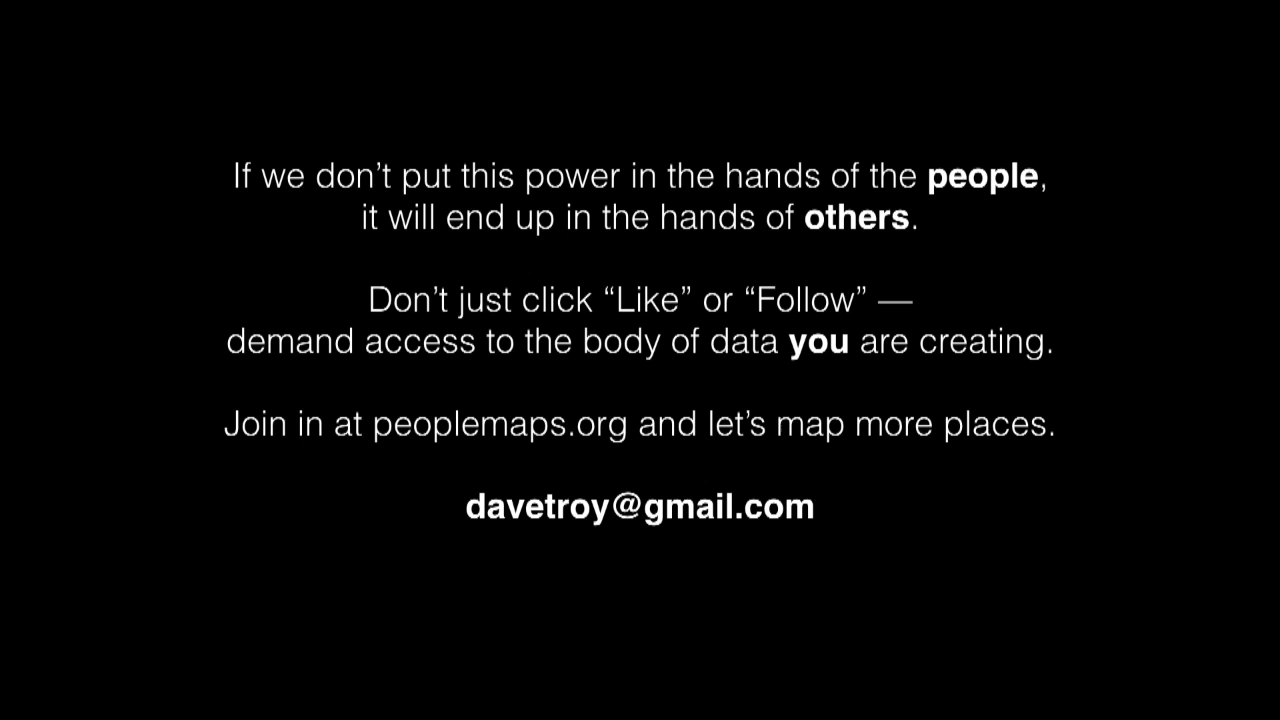 If we don’t put this power in the hands of the people,
it will end up in the hands of others.
Don’t just click “Like” or “Follow” —
demand access to the body of data you are creating.
Join in at peoplemaps.org and let’s map more places.
davetroy@gmail.com